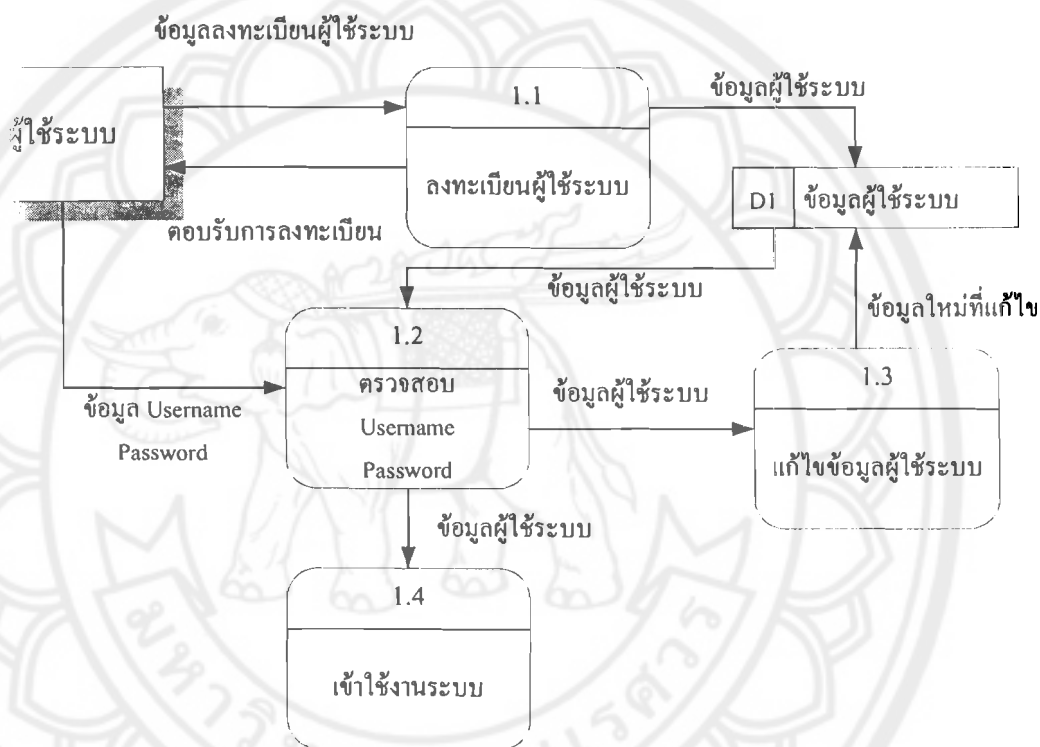 ข้อมูลลงทะเบียนผู้ใช้ระบบ
ผู้ใช้ระบบ
1.1
ลงทะเบียนผู้ใช้ระบบ
ข้อมูลผู้ใช้ระบบ
D1 ข้อมูลผู้ใช้ระบบ
ตอบรับการลงทะเบียน
ข้อมูลผู้ใช้ระบบ
ข้อมูลใหม่ที่แก้ไข
1.2
ตรวจสอบ
Username
Password
ข้อมูล Username
Password
ข้อมูลผู้ใช้ระบบ
1.3
แก้ไขข้อมูลผู้ใช้ระบบ
ข้อมูลผู้ใช้ระบบ
1.4
เข้าใช้งานระบบ